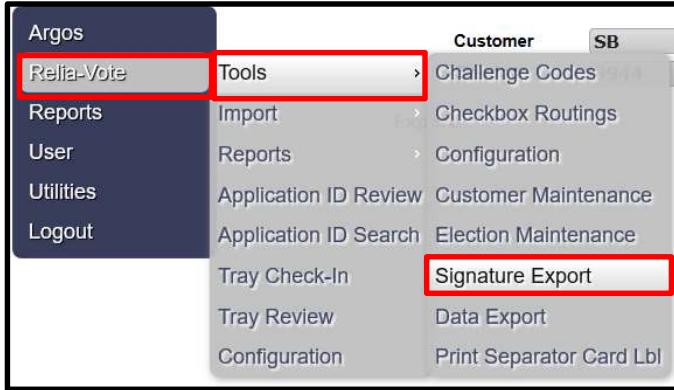 Argos
Relia-Vote
Reports
User
Utilities
Logout
Tools ›
Import ›
Reports ›
Application ID Review
Application ID Search
Tray Check-In
Tray Review
Configuration
Customer SB
Challenge Codes
Checkbox Routings
Configuration
Customer Maintenance
Election Maintenance
Signature Export
Data Export
Print Separator Card Lbl